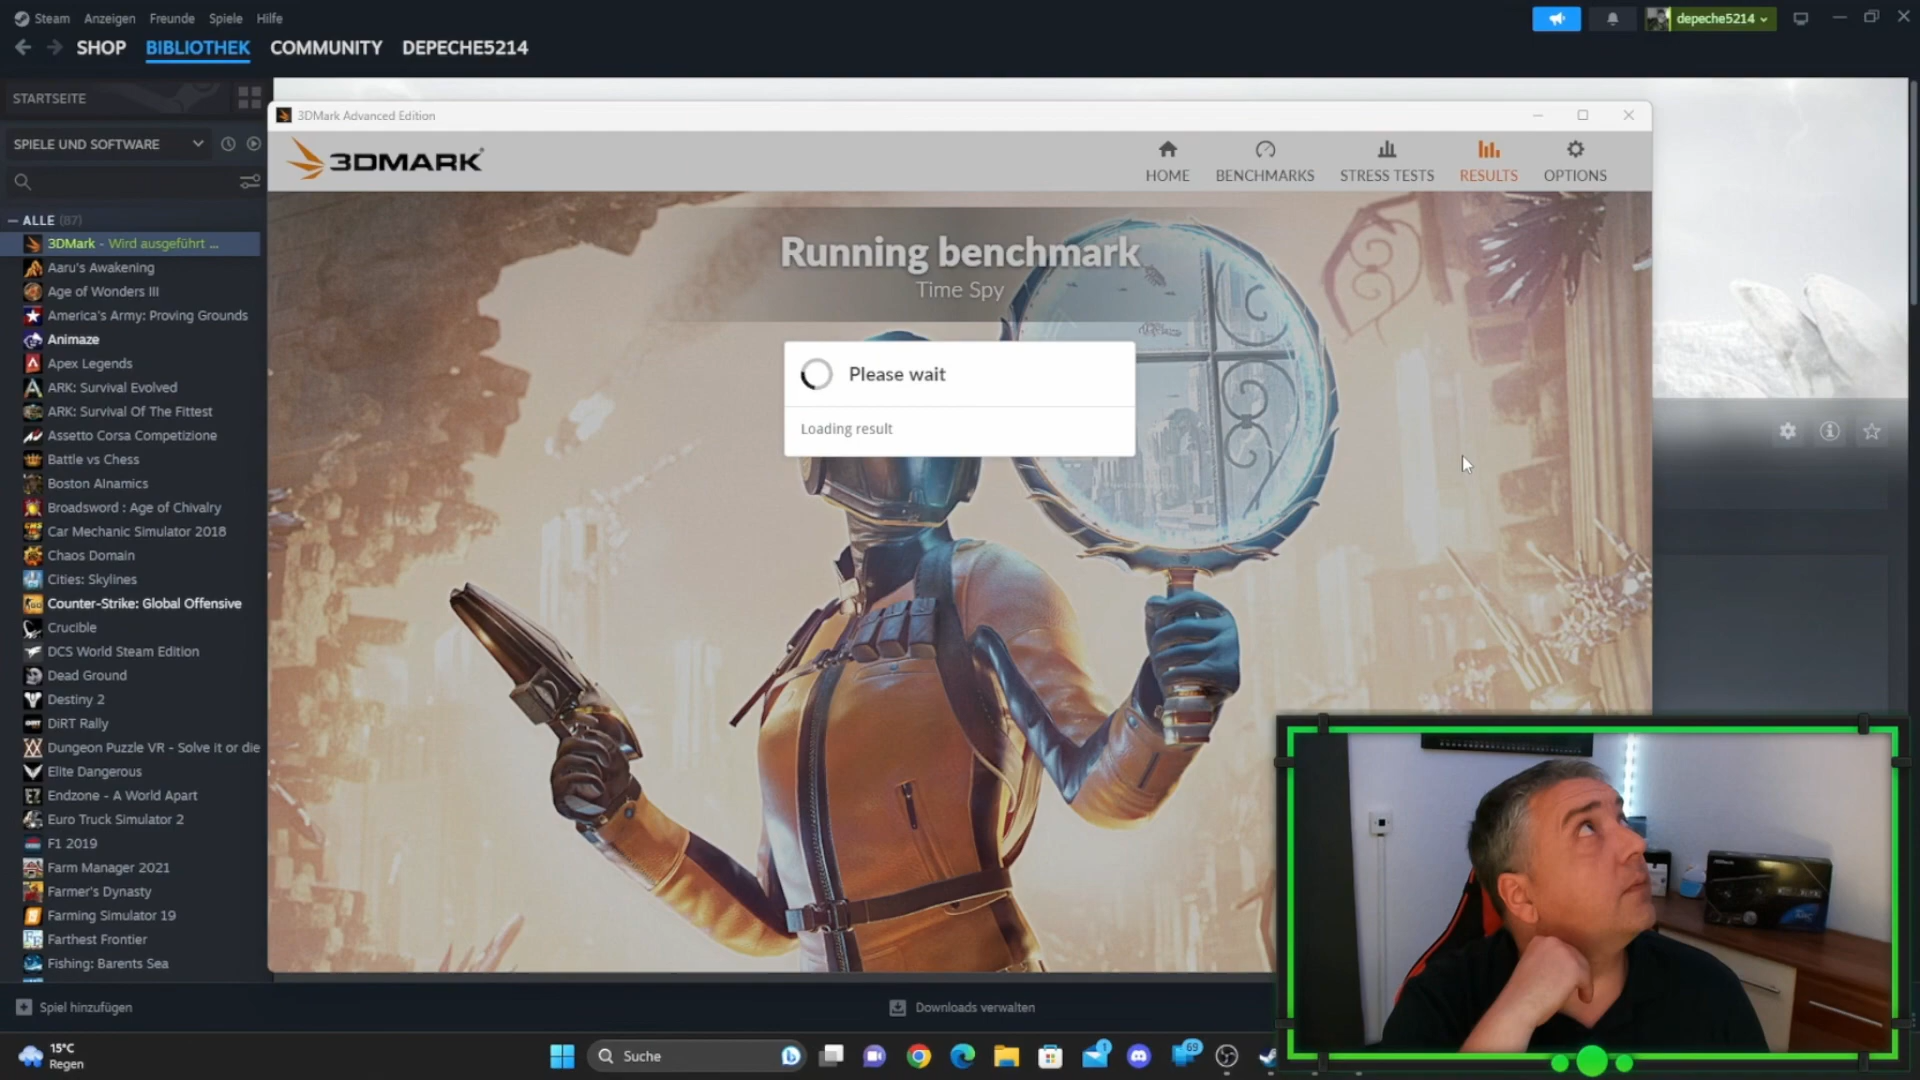 Steam
Anzeigen
Freunde
Spiele
Hilfe
depeche5214
SHOP
BIBLIOTHEK
COMMUNITY
DEPECHE5214
STARTSEITE
SPIELE UND SOFTWARE
ALLE (87)
3DMark - Wird ausgeführt ...
Aaru's Awakening
Age of Wonders III
America's Army: Proving Grounds
Animaze
Apex Legends
ARK: Survival Evolved
ARK: Survival Of The Fittest
Assetto Corsa Competizione
Battle vs Chess
Boston AInamics
Broadsword : Age of Chivalry
Car Mechanic Simulator 2018
Chaos Domain
Cities: Skylines
Counter-Strike: Global Offensive
Crucible
DCS World Steam Edition
Dead Ground
Destiny 2
DiRT Rally
Dungeon Puzzle VR - Solve it or die
Elite Dangerous
Endzone - A World Apart
Euro Truck Simulator 2
F1 2019
Farm Manager 2021
Farmer's Dynasty
Farming Simulator 19
Farthest Frontier
Fishing: Barents Sea
3DMark Advanced Edition
3DMARK
HOME
BENCHMARKS
STRESS TESTS
RESULTS
OPTIONS
Running benchmark
Time Spy
Please wait
Loading result
Spiel hinzufügen
Downloads verwalten
15°C
Regen
Suche
1
69